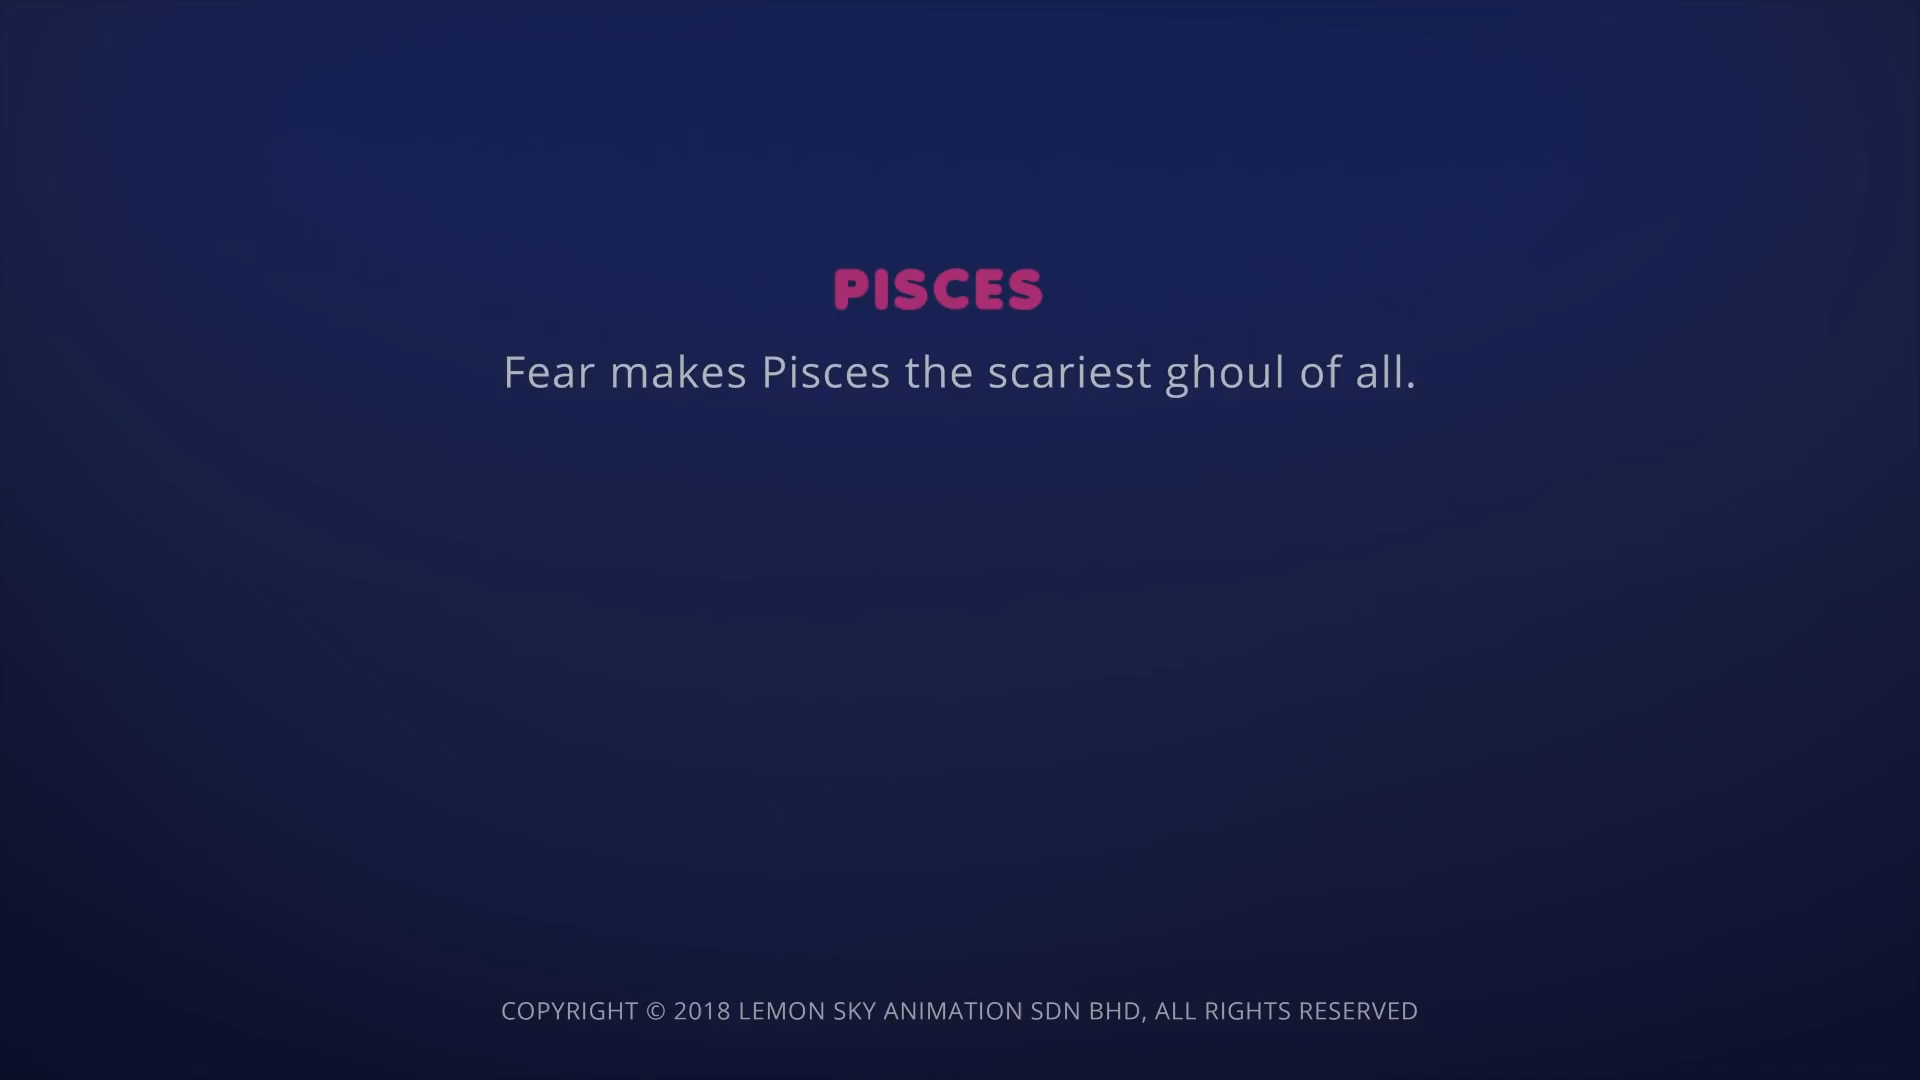 PISCES
Fear makes Pisces the scariest ghoul of all.
COPYRIGHT © 2018 LEMON SKY ANIMATION SDN BHD, ALL RIGHTS RESERVED